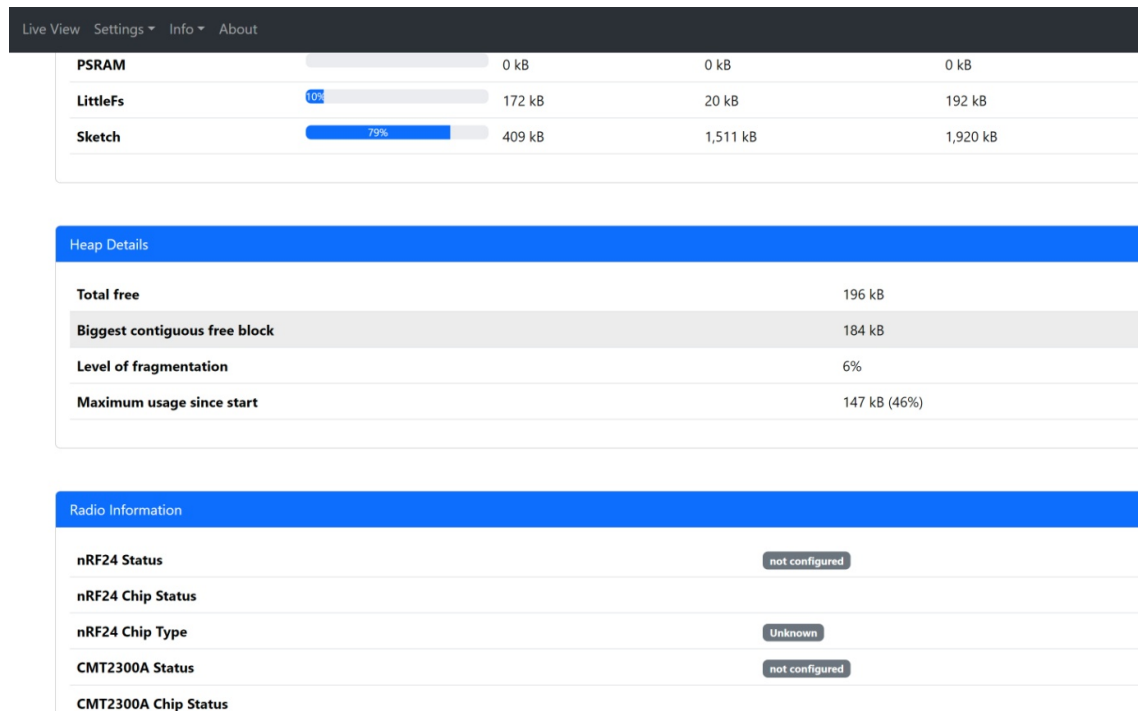 Live View Settings Info About
PSRAM 0 kB 0 kB 0 kB
LittleFs 10% 172 kB 20 kB 192 kB
Sketch 79% 409 kB 1,511 kB 1,920 kB
Heap Details
Total free 196 kB
Biggest contiguous free block 184 kB
Level of fragmentation 6%
Maximum usage since start 147 kB (46%)
Radio Information
nRF24 Status not configured
nRF24 Chip Status
nRF24 Chip Type Unknown
CMT2300A Status not configured
CMT2300A Chip Status